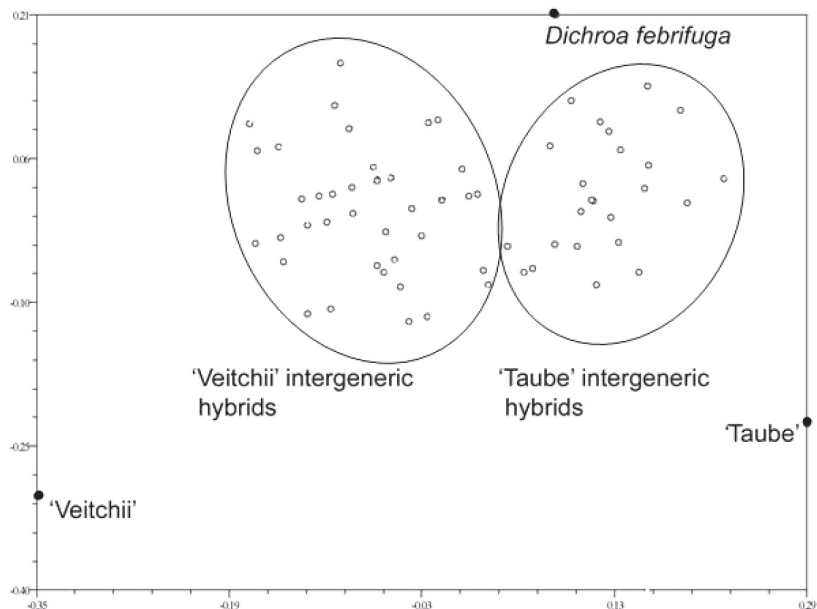 0.21
Dichroa febrifuga
0.06
-0.10
'Veitchii' intergeneric
hybrids
'Taube' intergeneric
hybrids
'Taube'
-0.25
'Veitchii'
-0.40
-0.35
-0.19
-0.03
0.13
0.29